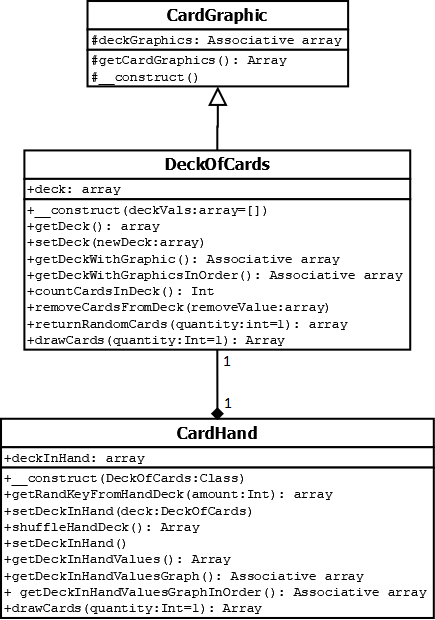 CardGraphic
#deckGraphics: Associative array
#getCardGraphics(): Array
#__construct()
DeckOfCards
+deck: array
+__construct(deckVals:array=[])
+getDeck(): array
+setDeck(newDeck:array)
+getDeckWithGraphic(): Associative array
+getDeckWithGraphicsInOrder(): Associative array
+countCardsInDeck(): Int
+removeCardsFromDeck(removeValue:array)
+returnRandomCards(quantity:int=1): array
+drawCards(quantity:Int=1): Array
1
1
CardHand
+deckInHand: array
+__construct(DeckOfCards:Class)
+getRandKeyFromHandDeck(amount:Int): array
+setDeckInHand(deck:DeckOfCards)
+shuffleHandDeck(): Array
+setDeckInHand()
+getDeckInHandValues(): Array
+getDeckInHandValuesGraph(): Associative array
+ getDeckInHandValuesGraphInOrder(): Associative array
+drawCards(quantity:Int=1): Array